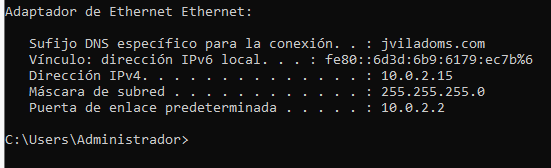 Adaptador de Ethernet Ethernet:
Sufijo DNS específico para la conexión. . : jviladoms.com
Vínculo: dirección IPv6 local. . . : fe80::6d3d:6b9:6179:ec7b%6
Dirección IPv4. . . . . . . . . . . . . . : 10.0.2.15
Máscara de subred . . . . . . . . . . . . : 255.255.255.0
Puerta de enlace predeterminada . . . . . : 10.0.2.2
C:\Users\Administrador>